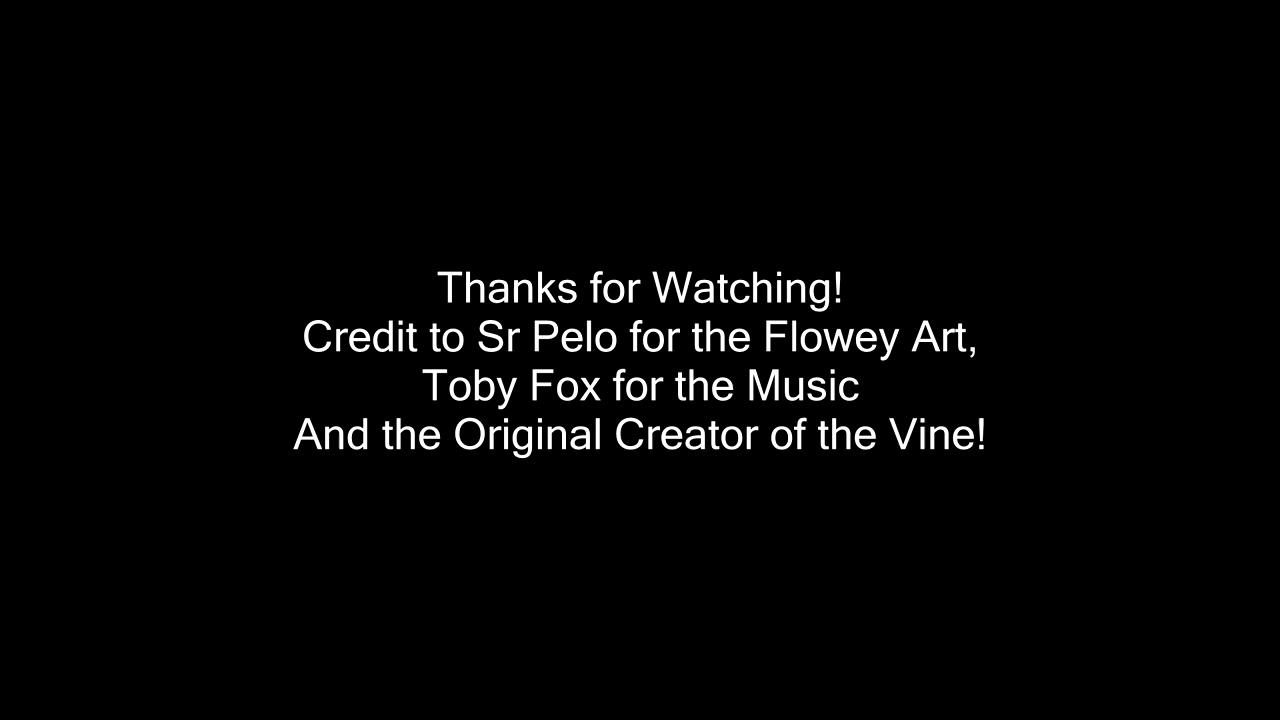 Thanks for Watching!
Credit to Sr Pelo for the Flowey Art,
Toby Fox for the Music
And the Original Creator of the Vine!